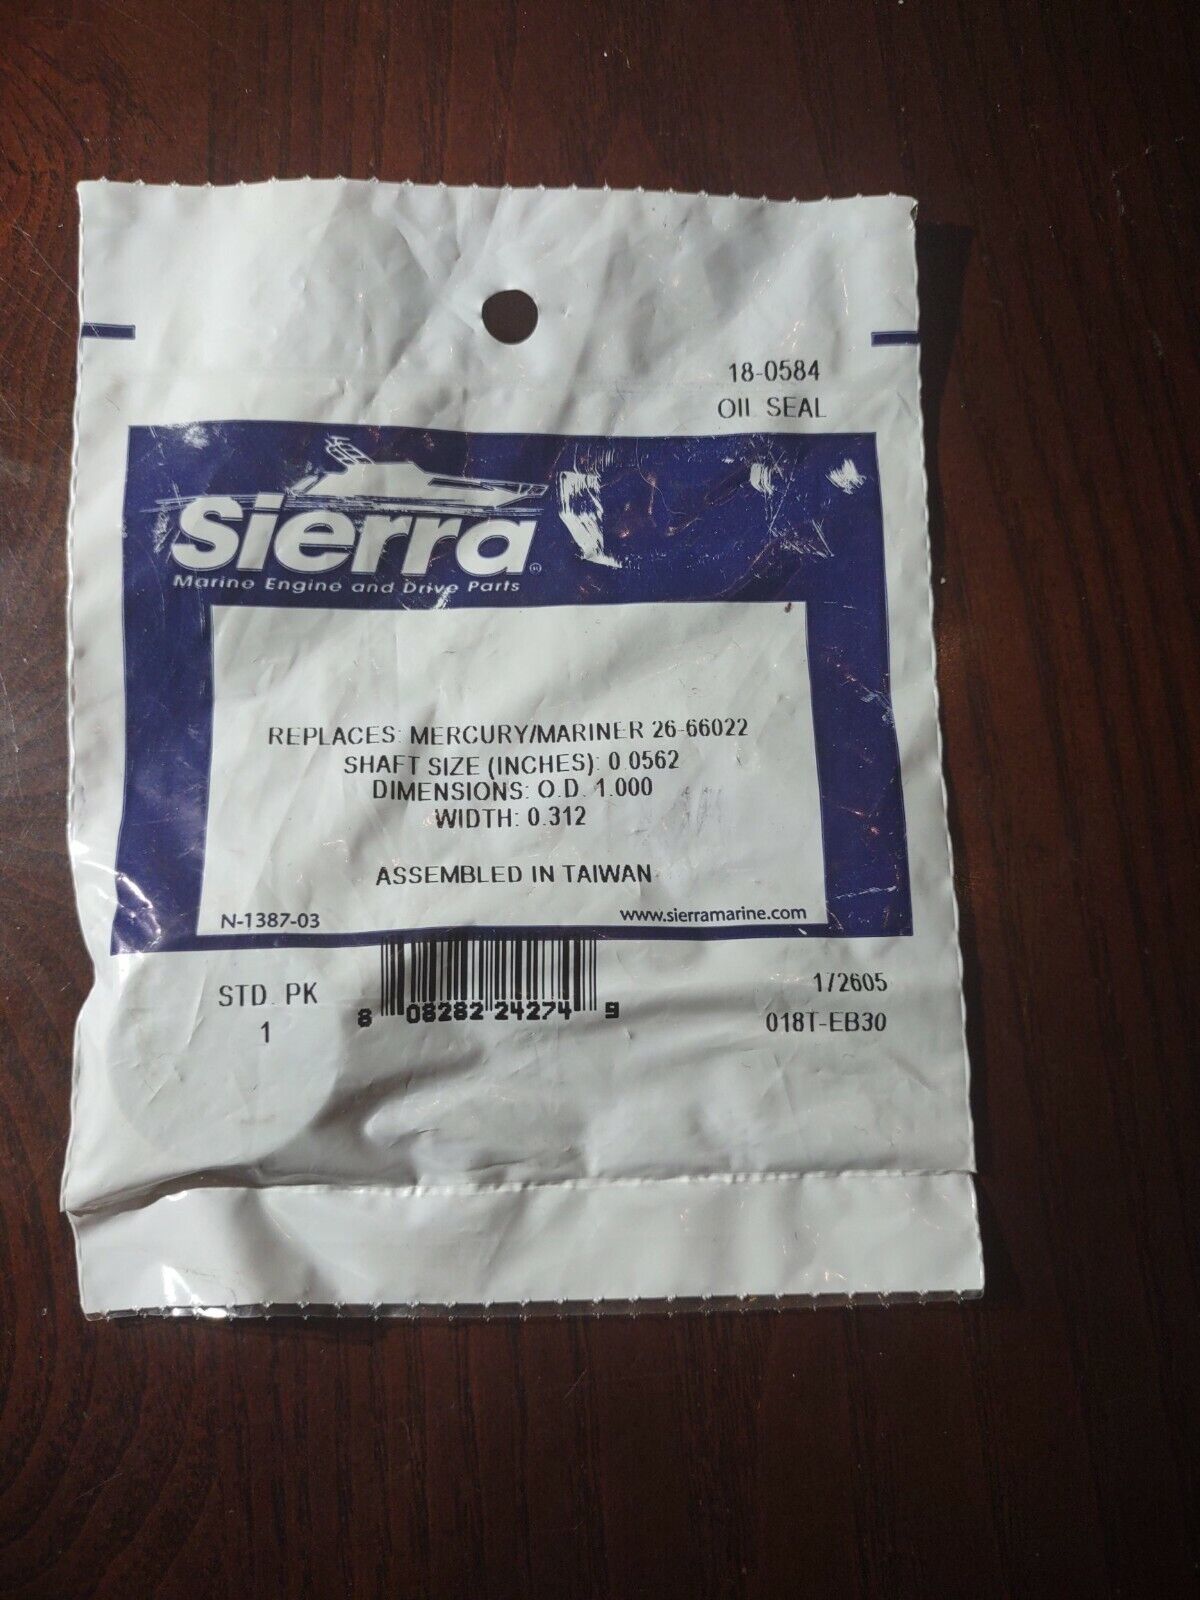 18-0584
OIL SEAL
Sierra®
Marine Engine and Drive Parts
REPLACES: MERCURY/MARINER 26-66022
SHAFT SIZE (INCHES): 0.0562
DIMENSIONS: O.D. 1.000
WIDTH: 0.312
ASSEMBLED IN TAIWAN
N-1387-03
www.sierramarine.com
STD. PK
1
8 08282 24274 9
172605
018T-EB30